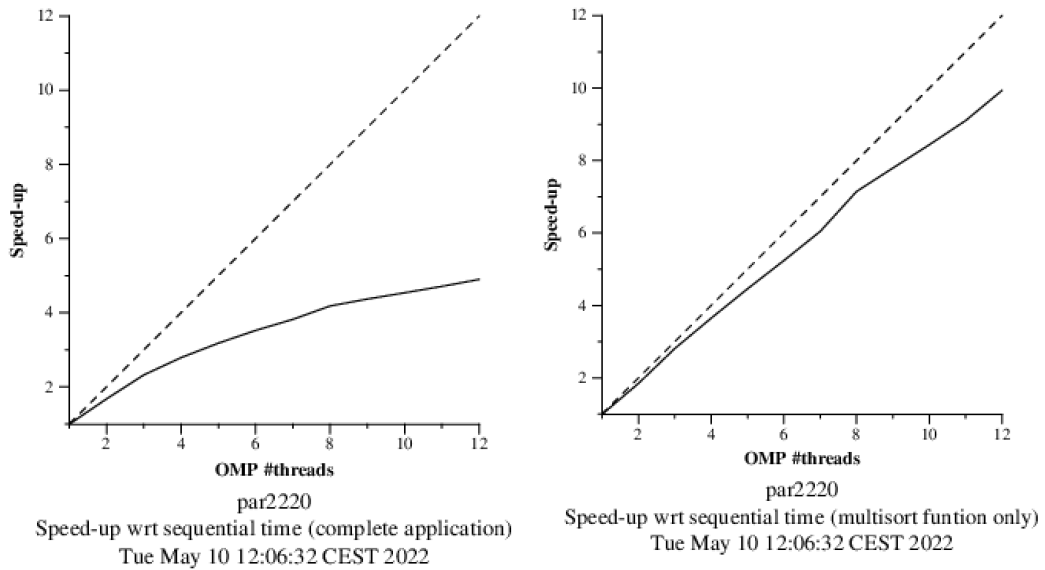 12
10
8
6
4
2
Speed-up
2
4
6
8
10
12
OMP #threads
par2220
Speed-up wrt sequential time (complete application)
Tue May 10 12:06:32 CEST 2022
12
10
8
6
4
2
Speed-up
2
4
6
8
10
12
OMP #threads
par2220
Speed-up wrt sequential time (multisort funtion only)
Tue May 10 12:06:32 CEST 2022